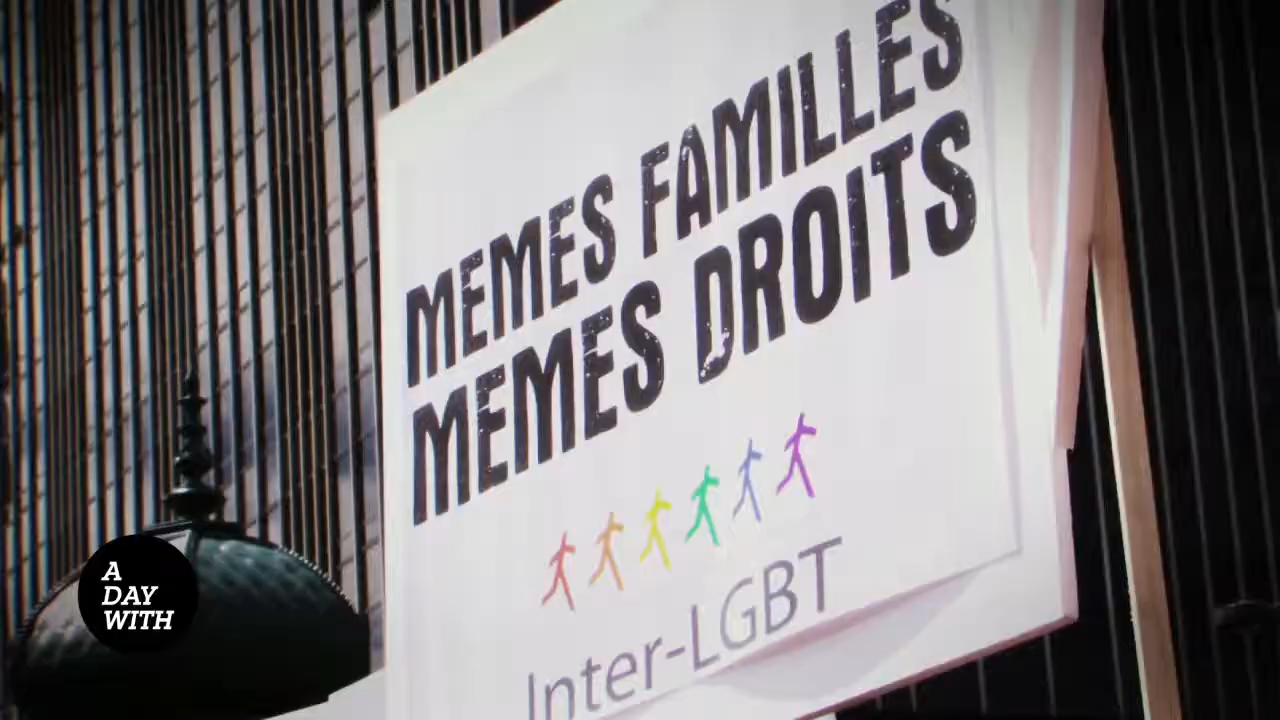 MEMES FAMILLES
MEMES DROITS
Inter-LGBT
A
DAY
WITH